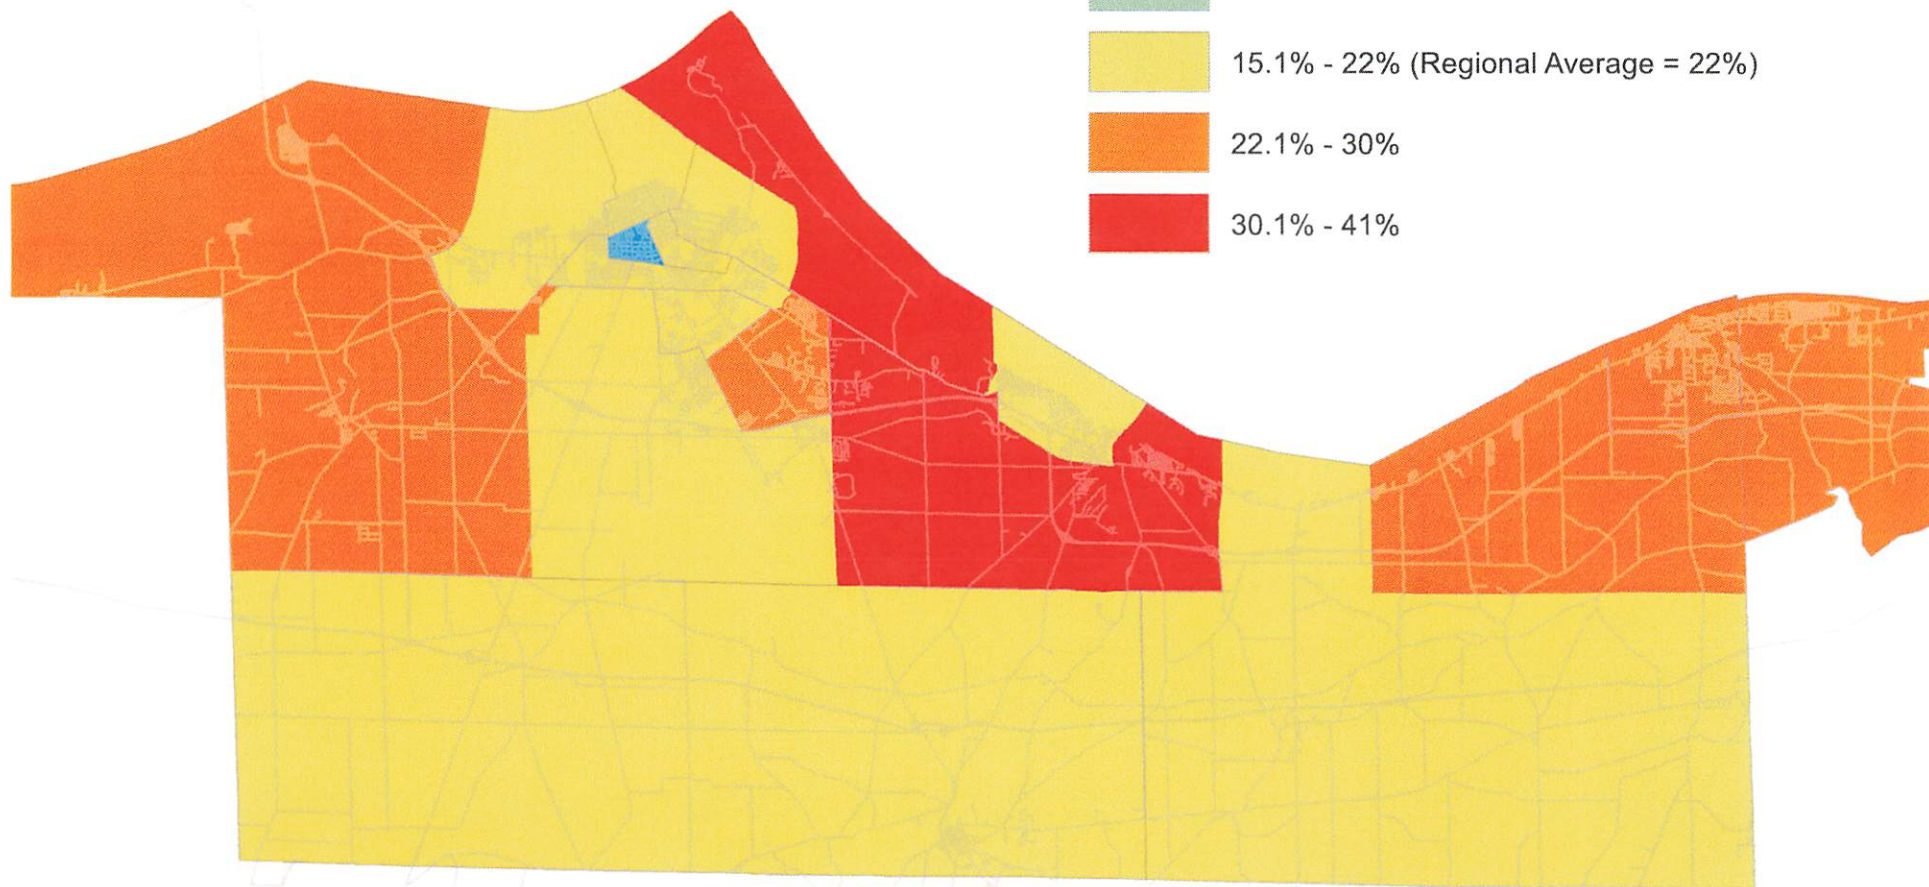 15.1% - 22% (Regional Average = 22%)
22.1% - 30%
30.1% - 41%